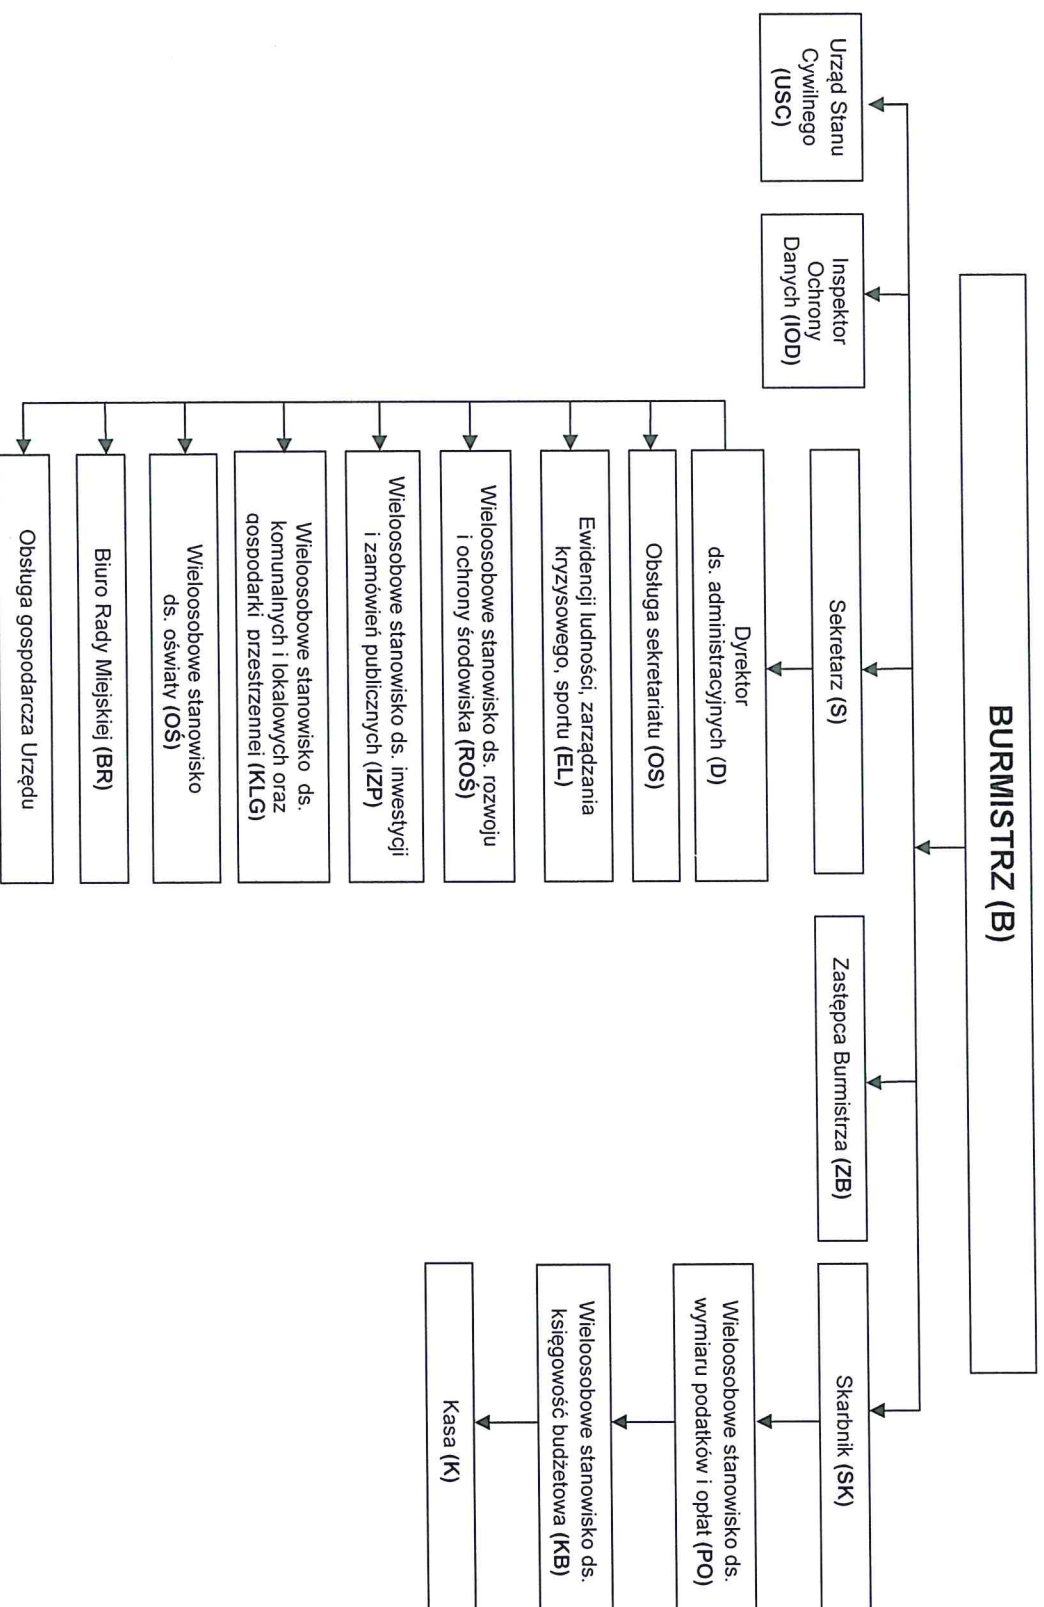 BURMISTRZ (B)
Urząd Stanu
Cywilnego
(USC)
Inspektor
Ochrony
Danych (IOD)
Sekretarz (S)
Zastępca Burmistrza (ZB)
Skarbnik (SK)
Dyrektor
ds. administracyjnych (D)
Obsługa sekretariatu (OS)
Ewidencji ludności, zarządzania
kryzysowego, sportu (EL)
Wieloosobowe stanowisko ds. rozwoju
i ochrony środowiska (ROŚ)
Wieloosobowe stanowisko ds. inwestycji
i zamówień publicznych (IZP)
Wieloosobowe stanowisko ds.
komunalnych i lokalowych oraz
gospodarki przestrzennej (KLG)
Wieloosobowe stanowisko
ds. oświaty (OŚ)
Biuro Rady Miejskiej (BR)
Obsługa gospodarcza Urzędu
Wieloosobowe stanowisko ds.
wymiaru podatków i opłat (PO)
Wieloosobowe stanowisko ds.
księgowość budżetowa (KB)
Kasa (K)